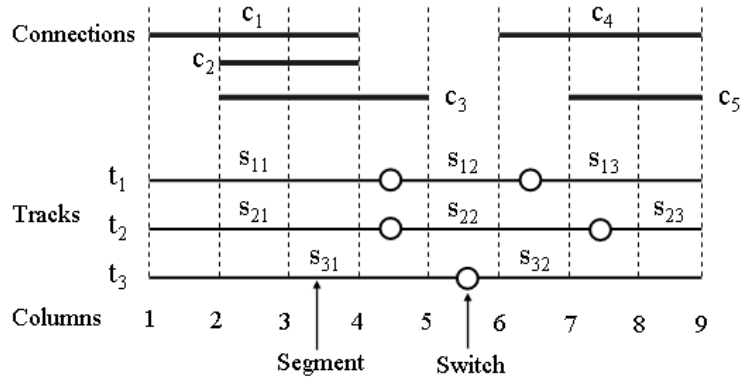 Connections c₁ c₄
c₂
c₃ c₅
t₁ s₁₁ s₁₂ s₁₃
Tracks t₂ s₂₁ s₂₂ s₂₃
t₃ s₃₁ s₃₂
Columns 1 2 3 4 5 6 7 8 9
Segment Switch